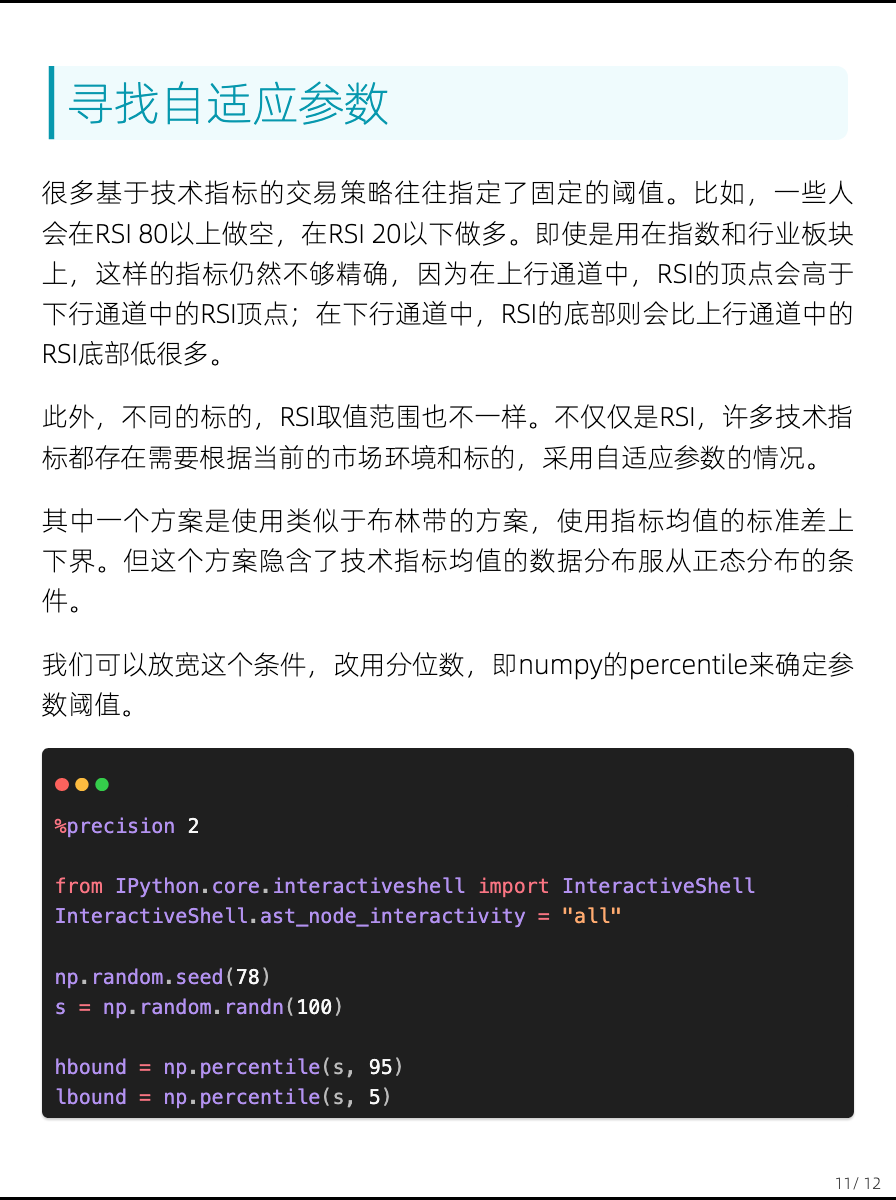 寻找自适应参数
很多基于技术指标的交易策略往往指定了固定的阈值。比如，一些人
会在RSI 80以上做空，在RSI 20以下做多。即使是用在指数和行业板块
上，这样的指标仍然不够精确，因为在上行通道中，RSI的顶点会高于
下行通道中的RSI顶点；在下行通道中，RSI的底部则会比上行通道中的
RSI底部低很多。
此外，不同的标的，RSI取值范围也不一样。不仅仅是RSI，许多技术指
标都存在需要根据当前的市场环境和标的，采用自适应参数的情况。
其中一个方案是使用类似于布林带的方案，使用指标均值的标准差上
下界。但这个方案隐含了技术指标均值的数据分布服从正态分布的条
件。
我们可以放宽这个条件，改用分位数，即numpy的percentile来确定参
数阈值。
%precision 2
from IPython.core.interactiveshell import InteractiveShell
InteractiveShell.ast_node_interactivity = "all"
np.random.seed(78)
s = np.random.randn(100)
hbound = np.percentile(s, 95)
lbound = np.percentile(s, 5)
11/ 12